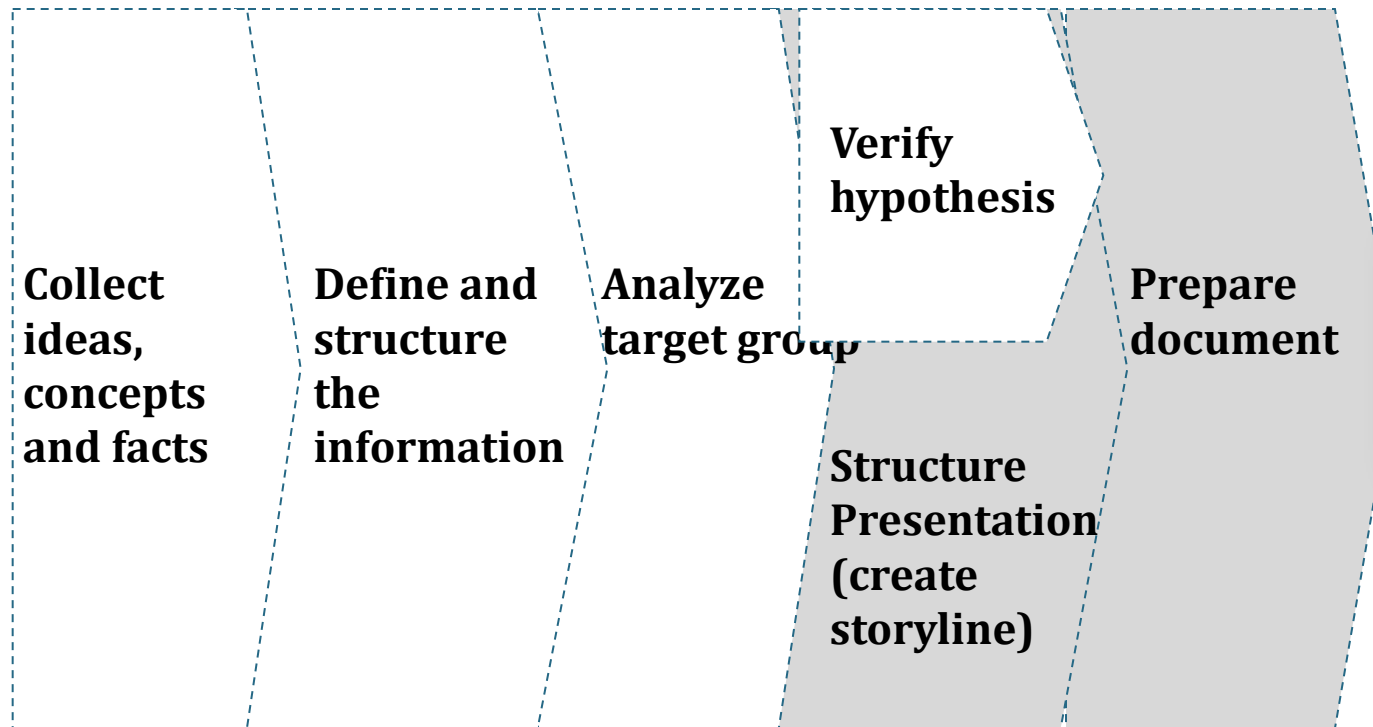 Collect
ideas,
concepts
and facts
Define and
structure
the
information
Analyze
target group
Verify
hypothesis
Structure
Presentation
(create
storyline)
Prepare
document